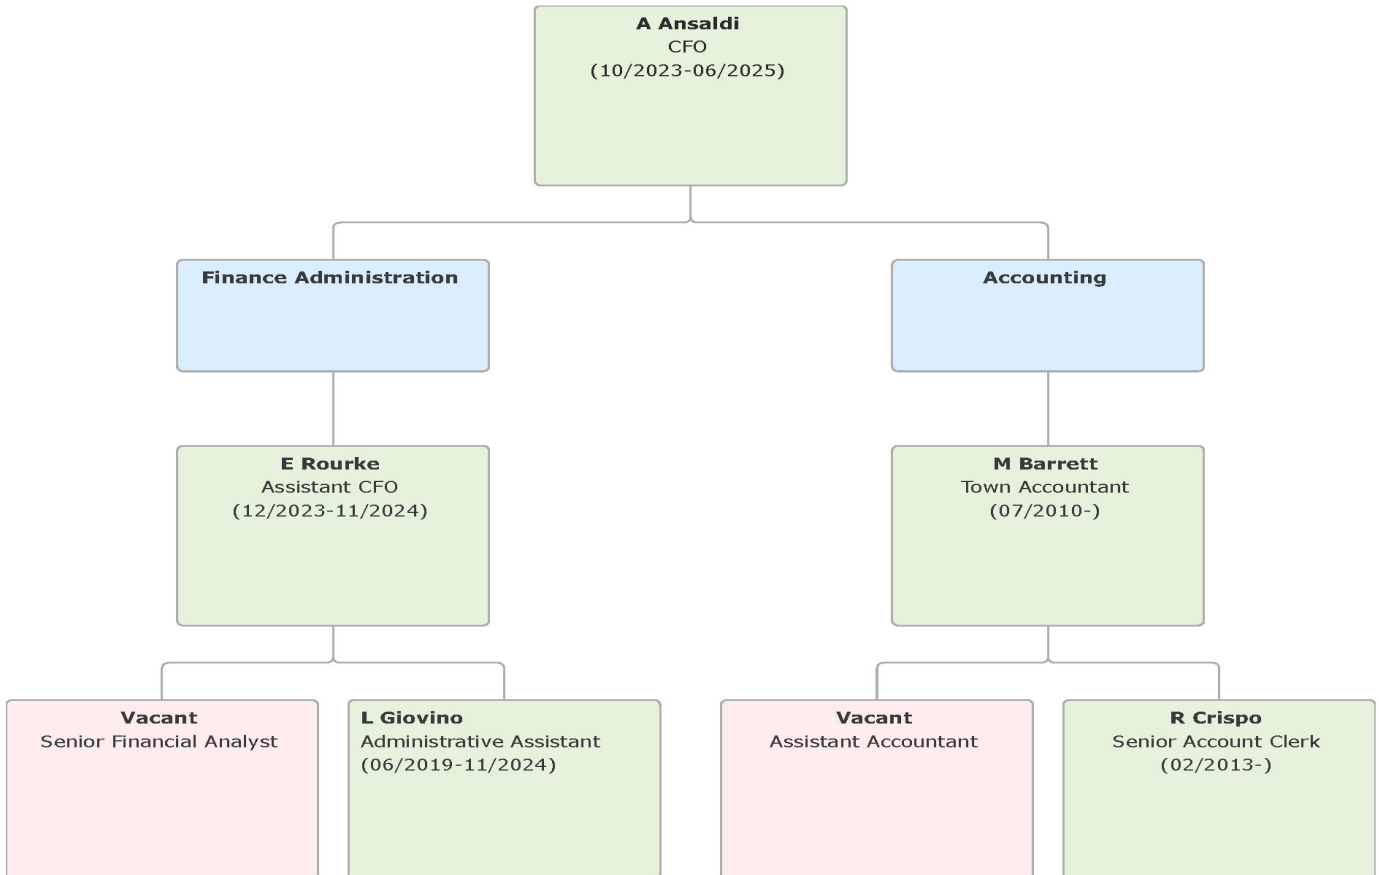 A Ansaldi
CFO
(10/2023-06/2025)
Finance Administration
Accounting
E Rourke
Assistant CFO
(12/2023-11/2024)
M Barrett
Town Accountant
(07/2010-)
Vacant
Senior Financial Analyst
L Giovino
Administrative Assistant
(06/2019-11/2024)
Vacant
Assistant Accountant
R Crispo
Senior Account Clerk
(02/2013-)